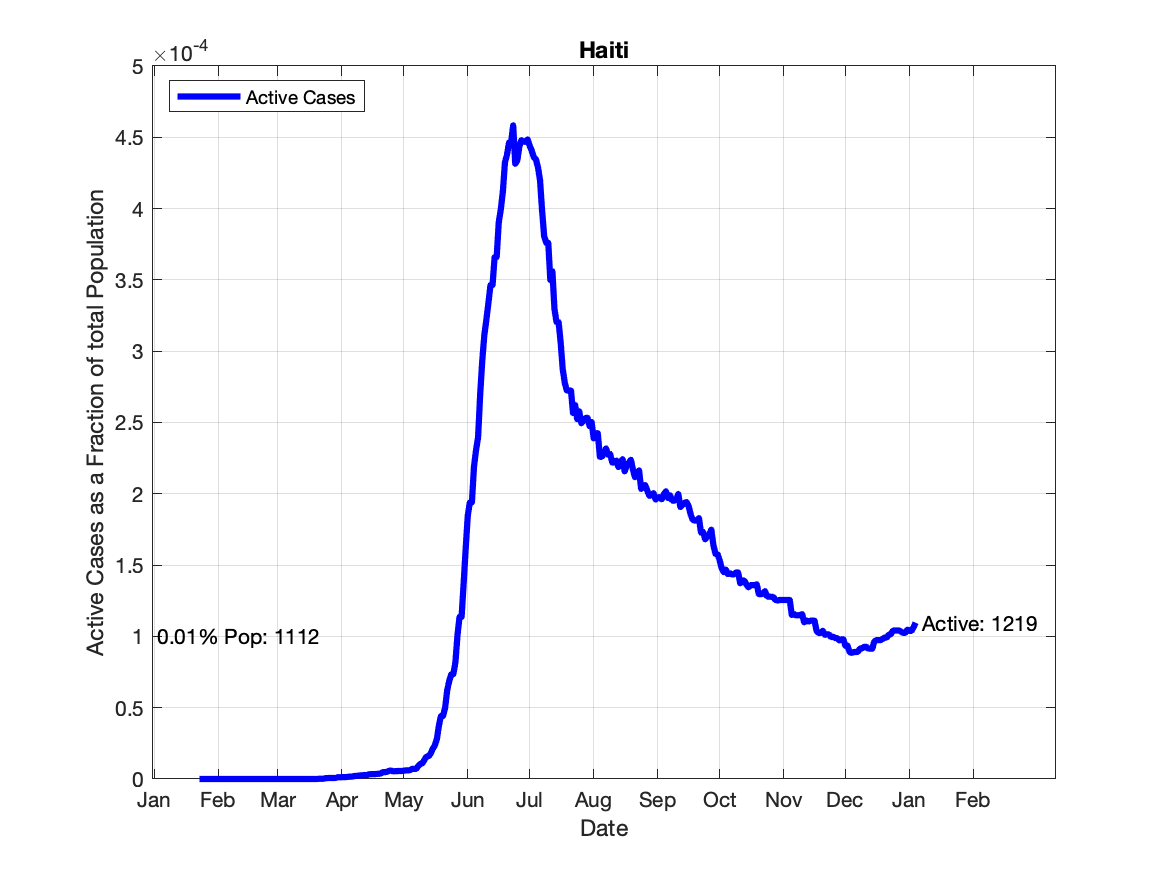 Haiti
×10-4
Active Cases
5
4.5
4
3.5
3
2.5
2
1.5
1
0.5
0
Active Cases as a Fraction of total Population
0.01% Pop: 1112
Active: 1219
Jan Feb Mar Apr May Jun Jul Aug Sep Oct Nov Dec Jan Feb
Date